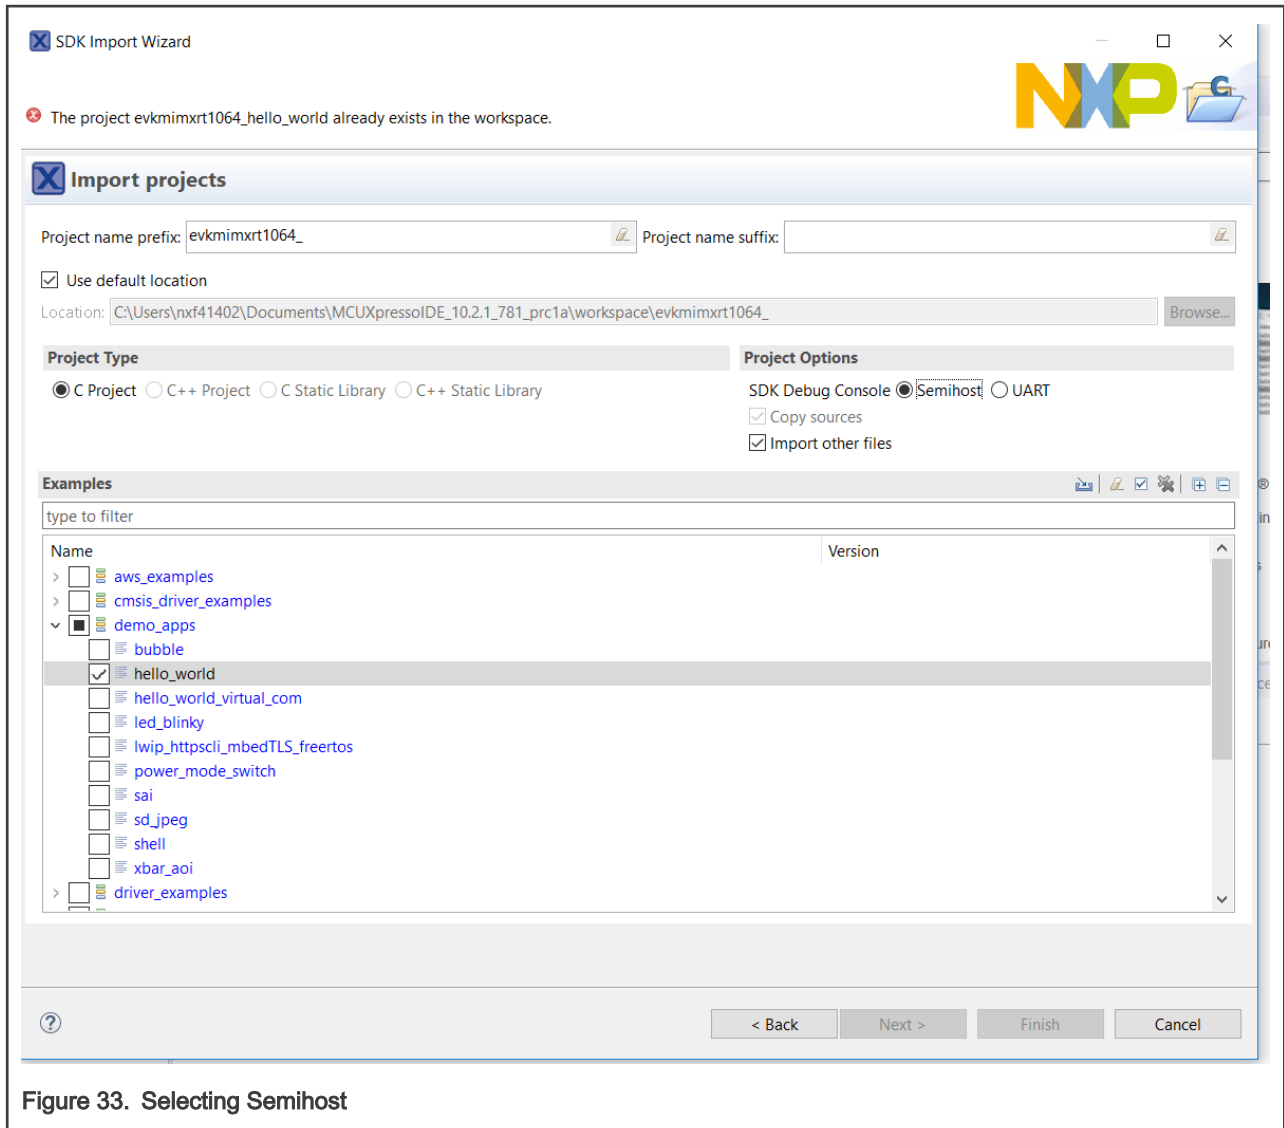 SDK Import Wizard
NXP
The project evkmimxrt1064_hello_world already exists in the workspace.
Import projects
Project name prefix: evkmimxrt1064_ Project name suffix:
Use default location
Location: C:\Users\nxf41402\Documents\MCUXpressoIDE_10.2.1_781_prc1a\workspace\evkmimxrt1064_ Browse...
Project Type Project Options
C Project C++ Project C Static Library C++ Static Library SDK Debug Console Semihost UART
Copy sources
Import other files
Examples
type to filter
Name Version
aws_examples
cmsis_driver_examples
demo_apps
bubble
hello_world
hello_world_virtual_com
led_blinky
lwip_httpscli_mbedTLS_freertos
power_mode_switch
sai
sd_jpeg
shell
xbar_aoi
driver_examples
< Back Next > Finish Cancel
Figure 33. Selecting Semihost